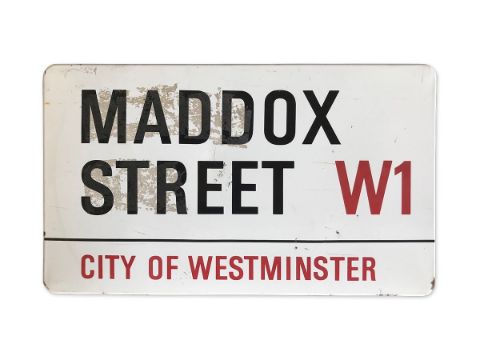 MADDOX
STREET W1
CITY OF WESTMINSTER